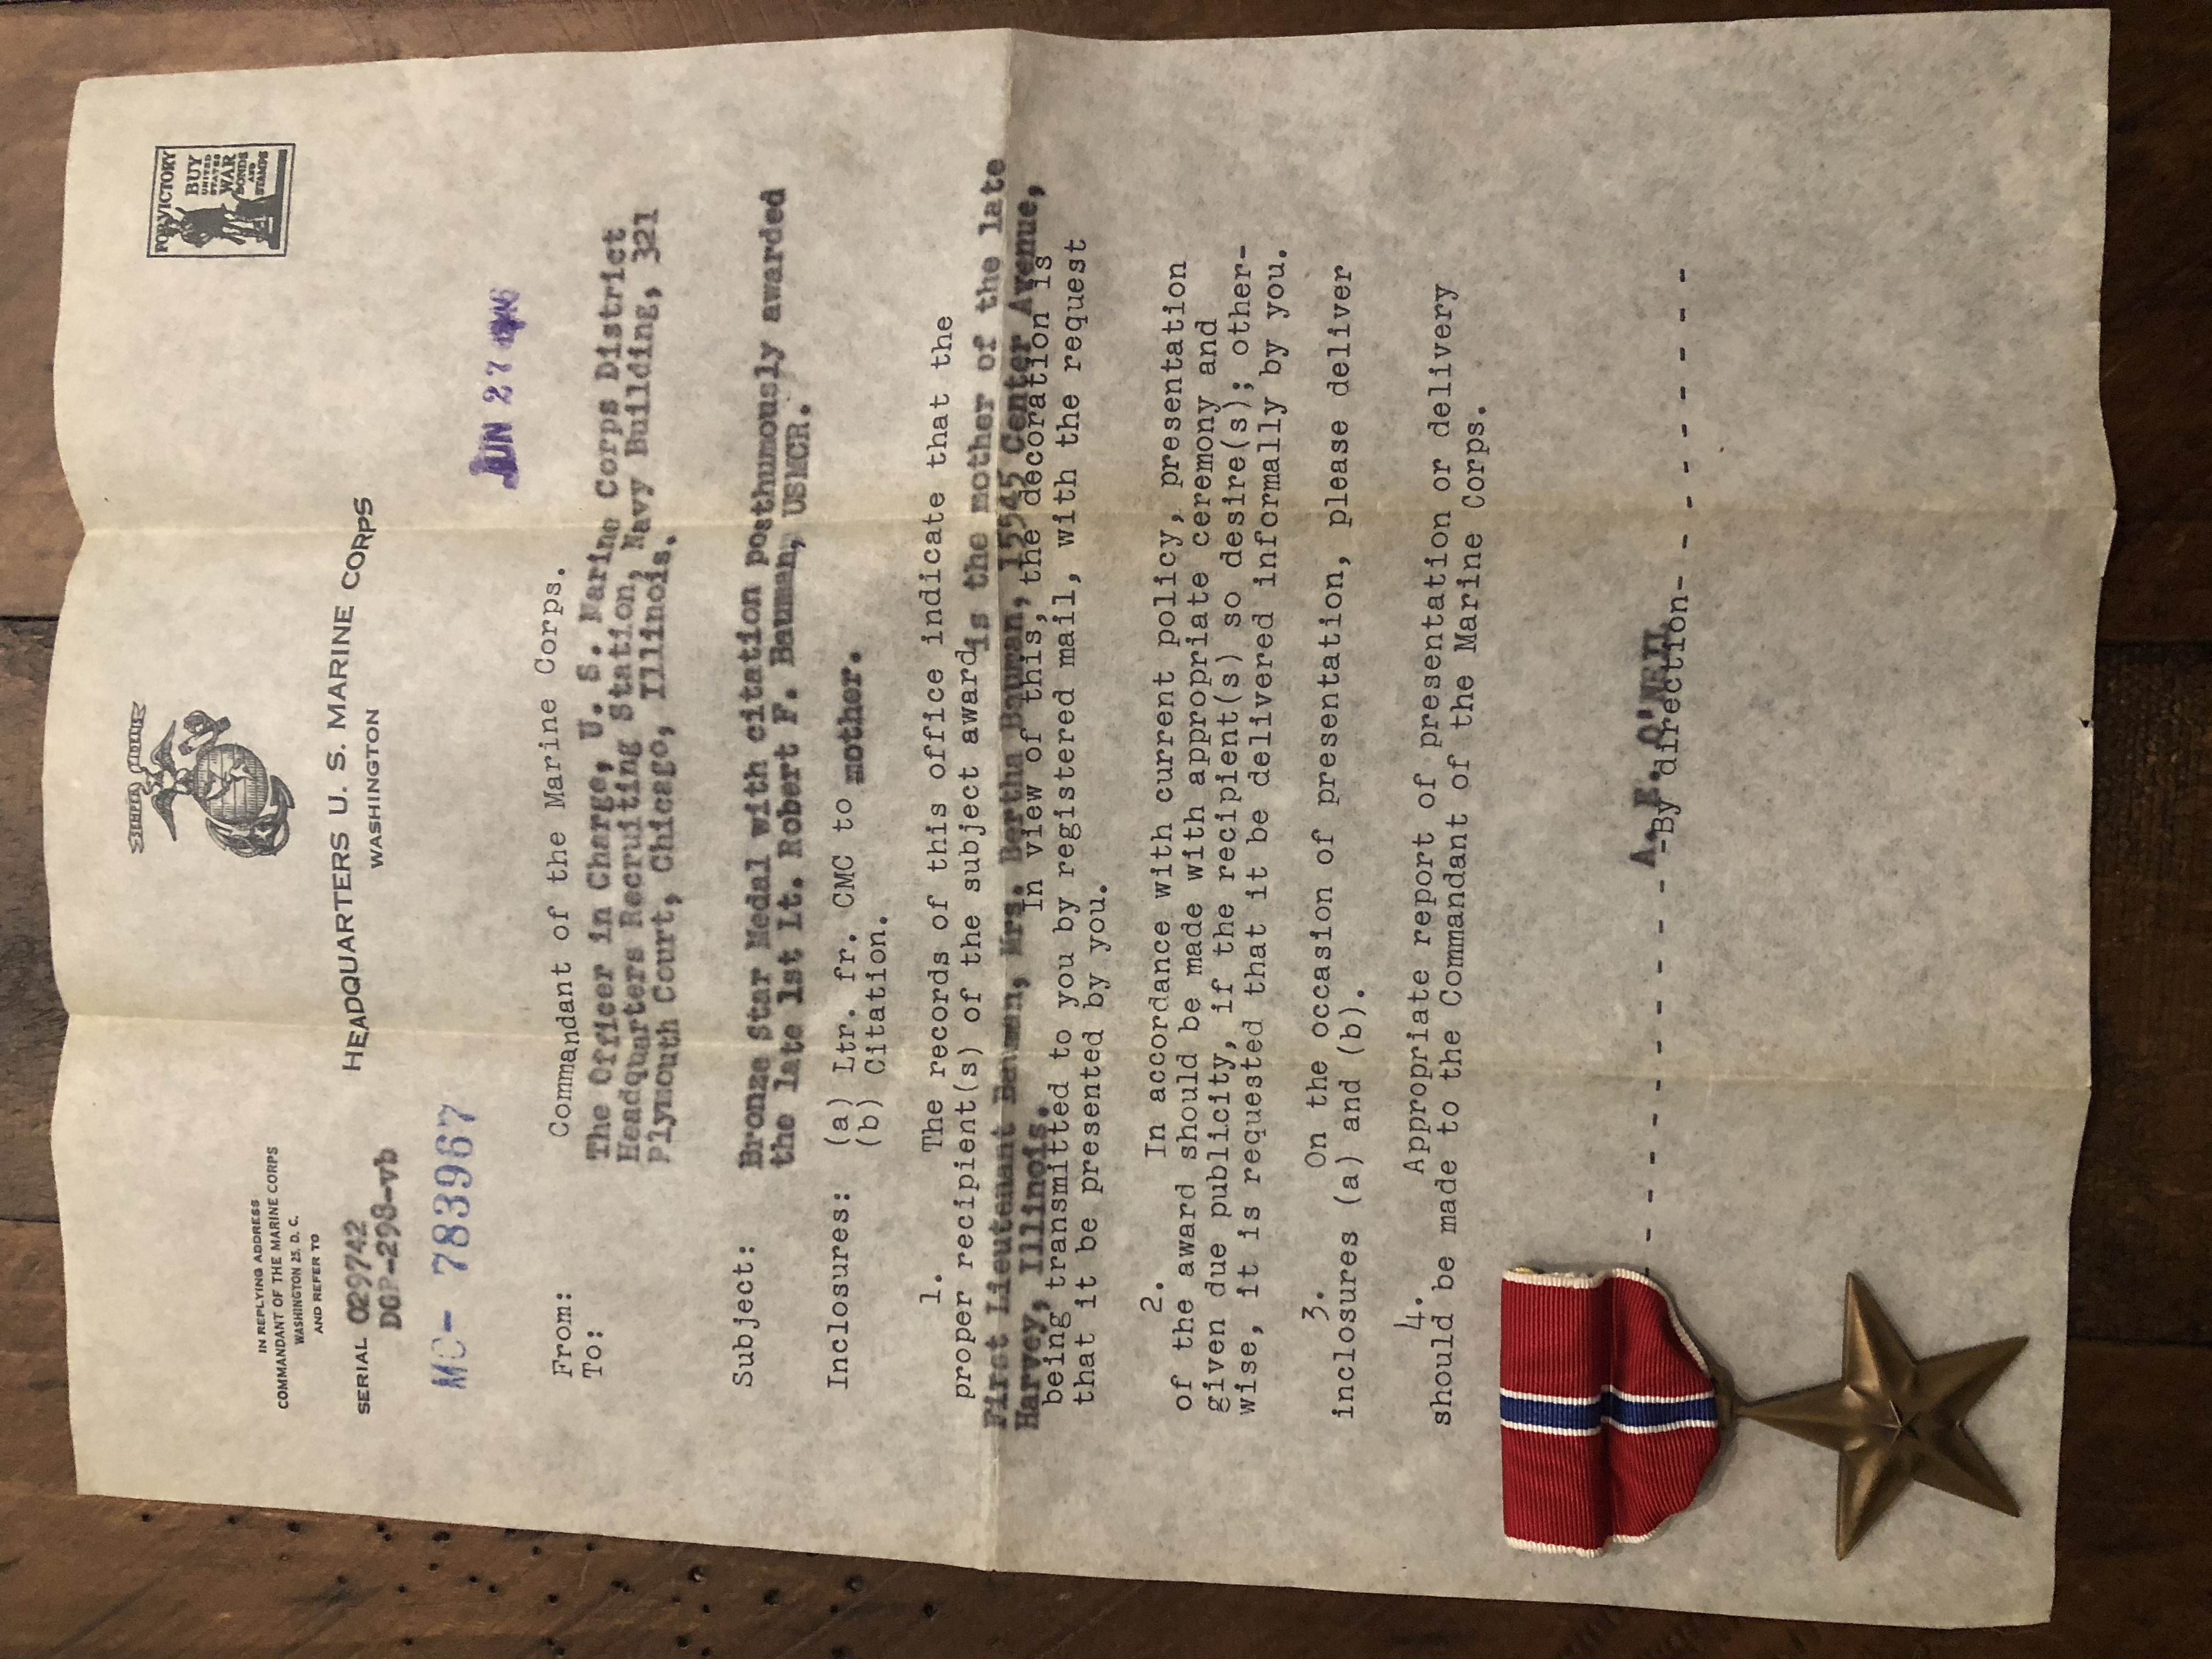 FOR VICTORY
BUY
UNITED
STATES
WAR
BONDS
AND
STAMPS
HEADQUARTERS U. S. MARINE CORPS
WASHINGTON
IN REPLYING ADDRESS
COMMANDANT OF THE MARINE CORPS
WASHINGTON 25, D. C.
AND REFER TO
SERIAL 029742
DGP-298-vb
MC- 783967
JUN 27 1946
From: Commandant of the Marine Corps.
To: The Officer in Charge, U. S. Marine Corps District
Headquarters Recruiting Station, Navy Building, 321
Plymouth Court, Chicago, Illinois.
Subject: Bronze Star Medal with citation posthumously awarded
the late 1st Lt. Robert F. Bauman, USMCR.
Inclosures: (a) Ltr. fr. CMC to mother.
(b) Citation.
1. The records of this office indicate that the
proper recipient(s) of the subject award, is the mother of the late
First Lieutenant Bauman, Mrs. Bertha Bauman, 15545 Center Avenue,
Harvey, Illinois. In view of this, the decoration is
being transmitted to you by registered mail, with the request
that it be presented by you.
2. In accordance with current policy, presentation
of the award should be made with appropriate ceremony and
given due publicity, if the recipient(s) so desire(s); other-
wise, it is requested that it be delivered informally by you.
3. On the occasion of presentation, please deliver
inclosures (a) and (b).
4. Appropriate report of presentation or delivery
should be made to the Commandant of the Marine Corps.
A. E. O'NEIL
- - - - - - - -By direction- - - - - - - -